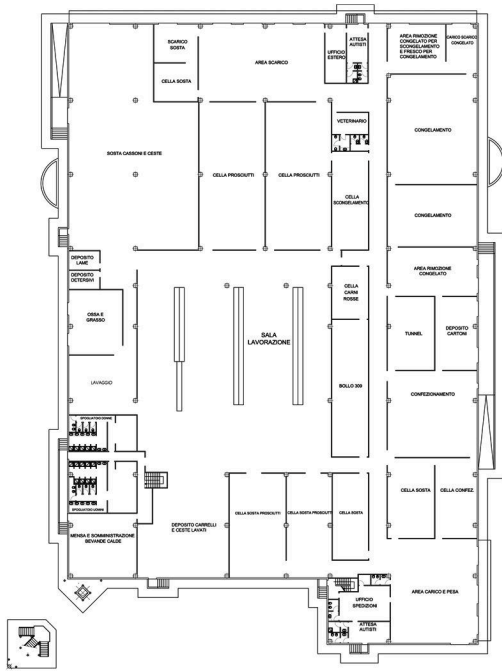 SCARICO
SOSTA
AREA SCARICO
UFFICIO
ESTERO
ATTESA
AUTISTI
AREA RIMOZIONE
CONGELATO PER
SCONGELAMENTO
E FRESCO PER
CONGELAMENTO
CARICO SCARICO
CONGELATO
CELLA SOSTA
VETERINARIO
SOSTA CASSONI E CESTE
CONGELAMENTO
CELLA PROSCIUTTI
CELLA PROSCIUTTI
CELLA
SCONGELAMENTO
CONGELAMENTO
DEPOSITO
LAME
DEPOSITO
DETERSIVI
AREA RIMOZIONE
CONGELATO
CELLA
CARNI
ROSSE
OSSA E
GRASSO
SALA
LAVORAZIONE
TUNNEL
DEPOSITO
CARTONI
LAVAGGIO
BOLLO 309
CONFEZIONAMENTO
SPOGLIATOIO DONNE
CELLA SOSTA
CELLA CONFEZ.
SPOGLIATOIO UOMINI
CELLA SOSTA PROSCIUTTI
CELLA SOSTA PROSCIUTTI
CELLA SOSTA
DEPOSITO CARRELLI
E CESTE LAVATI
MENSA E SOMMINISTRAZIONE
BEVANDE CALDE
UFFICIO
SPEDIZIONI
AREA CARICO E PESA
ATTESA
AUTISTI